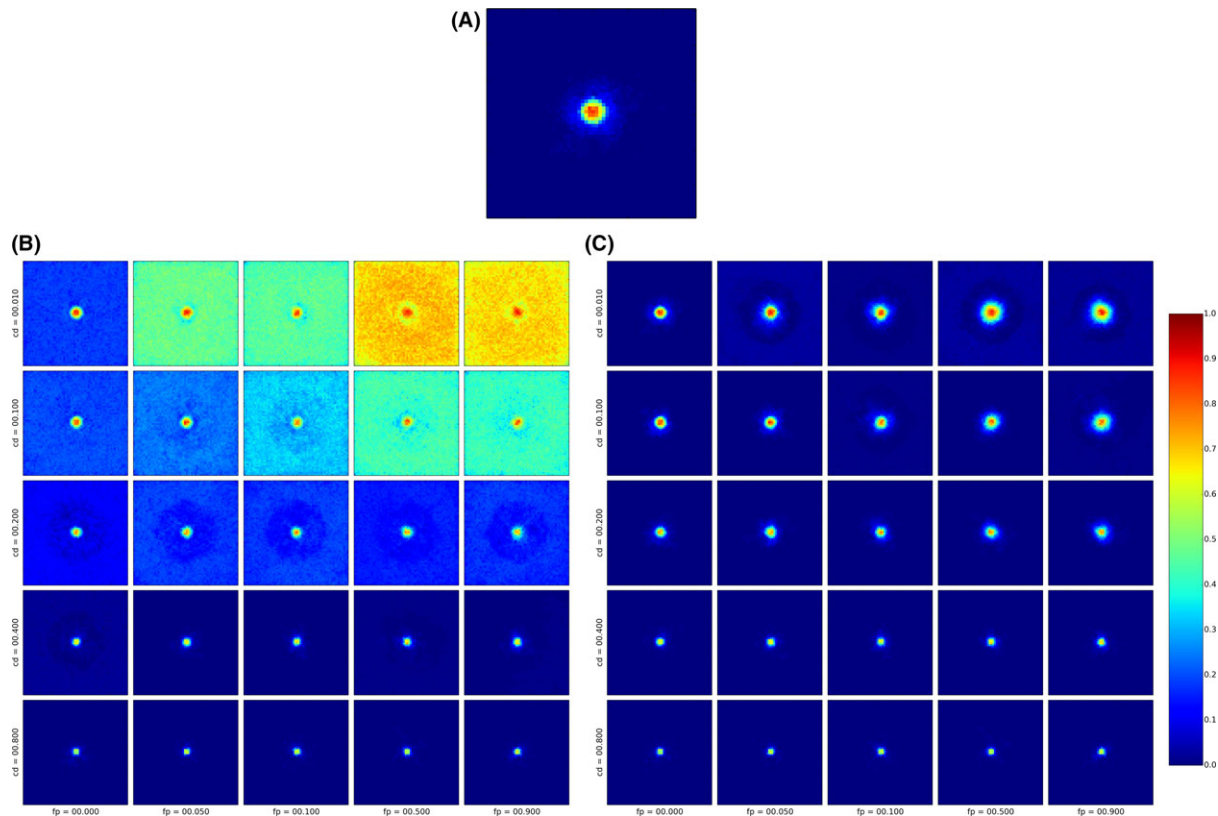 (A)
(B)
(C)
cd = 00.010
cd = 00.100
cd = 00.200
cd = 00.400
cd = 00.800
fp = 00.000
fp = 00.050
fp = 00.100
fp = 00.500
fp = 00.900
cd = 00.010
cd = 00.100
cd = 00.200
cd = 00.400
cd = 00.800
fp = 00.000
fp = 00.050
fp = 00.100
fp = 00.500
fp = 00.900
1.0
0.9
0.8
0.7
0.6
0.5
0.4
0.3
0.2
0.1
0.0